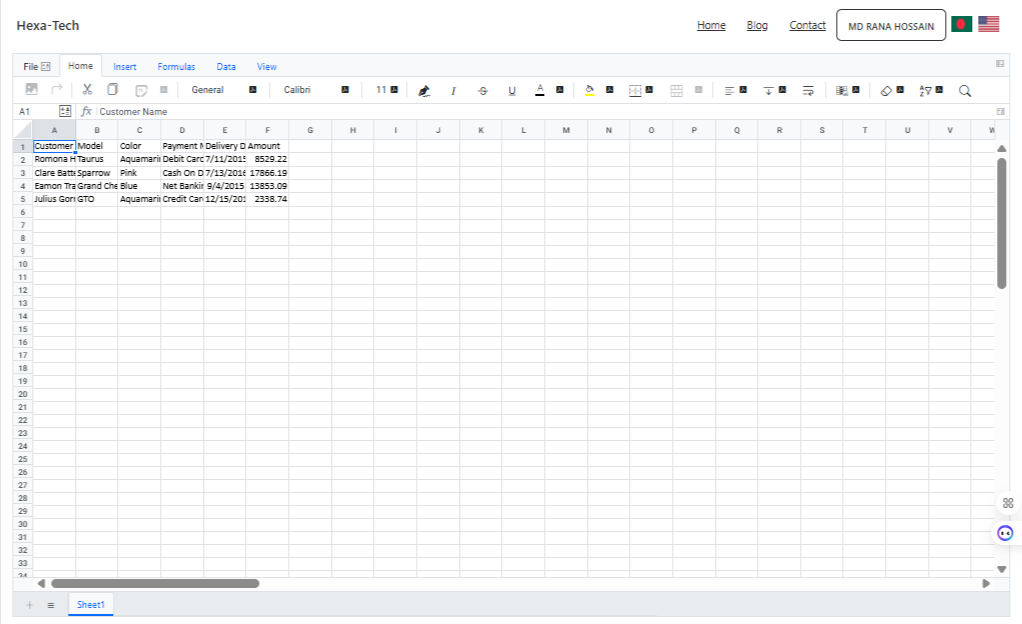 Hexa-Tech
Home Blog Contact MD RANA HOSSAIN
File Home Insert Formulas Data View
General Calibri 11
A1 fx Customer Name
A B C D E F G H I J K L M N O P Q R S T U V W
1 Customer Model Color Payment Delivery D Amount
2 Romona H Taurus Aquamari Debit Card 7/11/2015 8529.22
3 Clare Batt Sparrow Pink Cash On D 7/13/2016 17866.19
4 Eamon Tra Grand Che Blue Net Bankin 9/4/2015 13853.09
5 Julius Gor GTO Aquamari Credit Car 12/15/201 2338.74
6
7
8
9
10
11
12
13
14
15
16
17
18
19
20
21
22
23
24
25
26
27
28
29
30
31
32
33
34
Sheet1